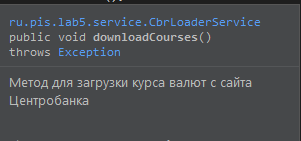 ru.pis.lab5.service.CbrLoaderService
public void downloadCourses()
throws Exception
Метод для загрузки курса валют с сайта
Центробанка